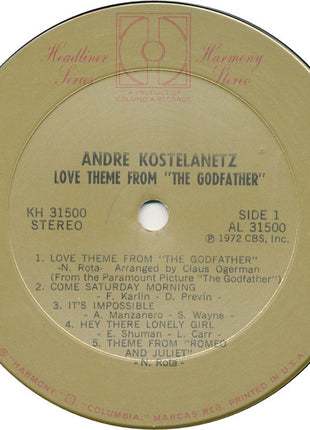 Headliner Harmony
Series Stereo
A PRODUCT OF
COLUMBIA RECORDS
ANDRE KOSTELANETZ
LOVE THEME FROM "THE GODFATHER"
KH 31500 SIDE 1
STEREO AL 31500
℗ 1972 CBS, Inc.
1. LOVE THEME FROM "THE GODFATHER"
-N. Rota- Arranged by Claus Ogerman
(From the Paramount Picture "The Godfather")
2. COME SATURDAY MORNING
- F. Karlin - D. Previn -
3. IT'S IMPOSSIBLE
- A. Manzanero - S. Wayne -
4. HEY THERE LONELY GIRL
- E. Shuman - L. Carr -
5. THEME FROM "ROMEO
AND JULIET"
- N. Rota -
® "HARMONY", "COLUMBIA," MARCAS REG. PRINTED IN U.S.A.